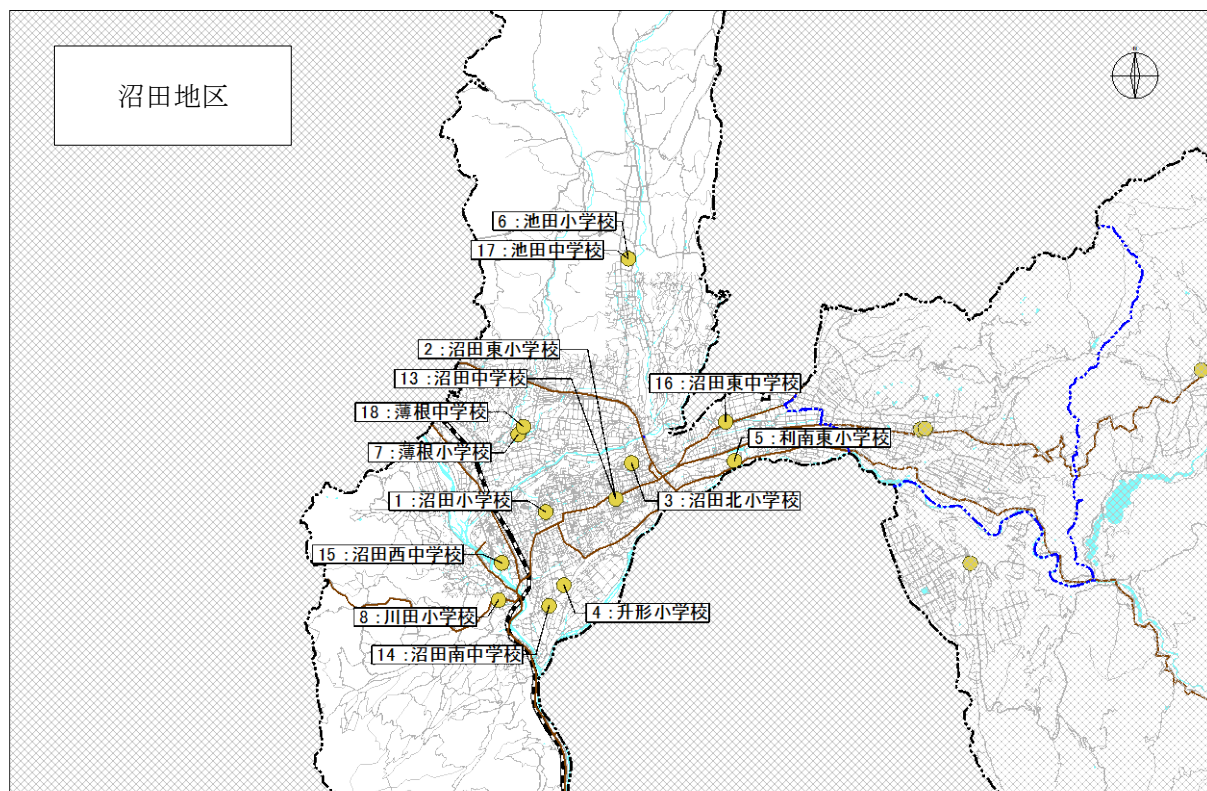 沼田地区
6：池田小学校
17：池田中学校
2：沼田東小学校
13：沼田中学校
16：沼田東中学校
18：薄根中学校
5：利南東小学校
7：薄根小学校
1：沼田小学校
3：沼田北小学校
15：沼田西中学校
8：川田小学校
4：升形小学校
14：沼田南中学校